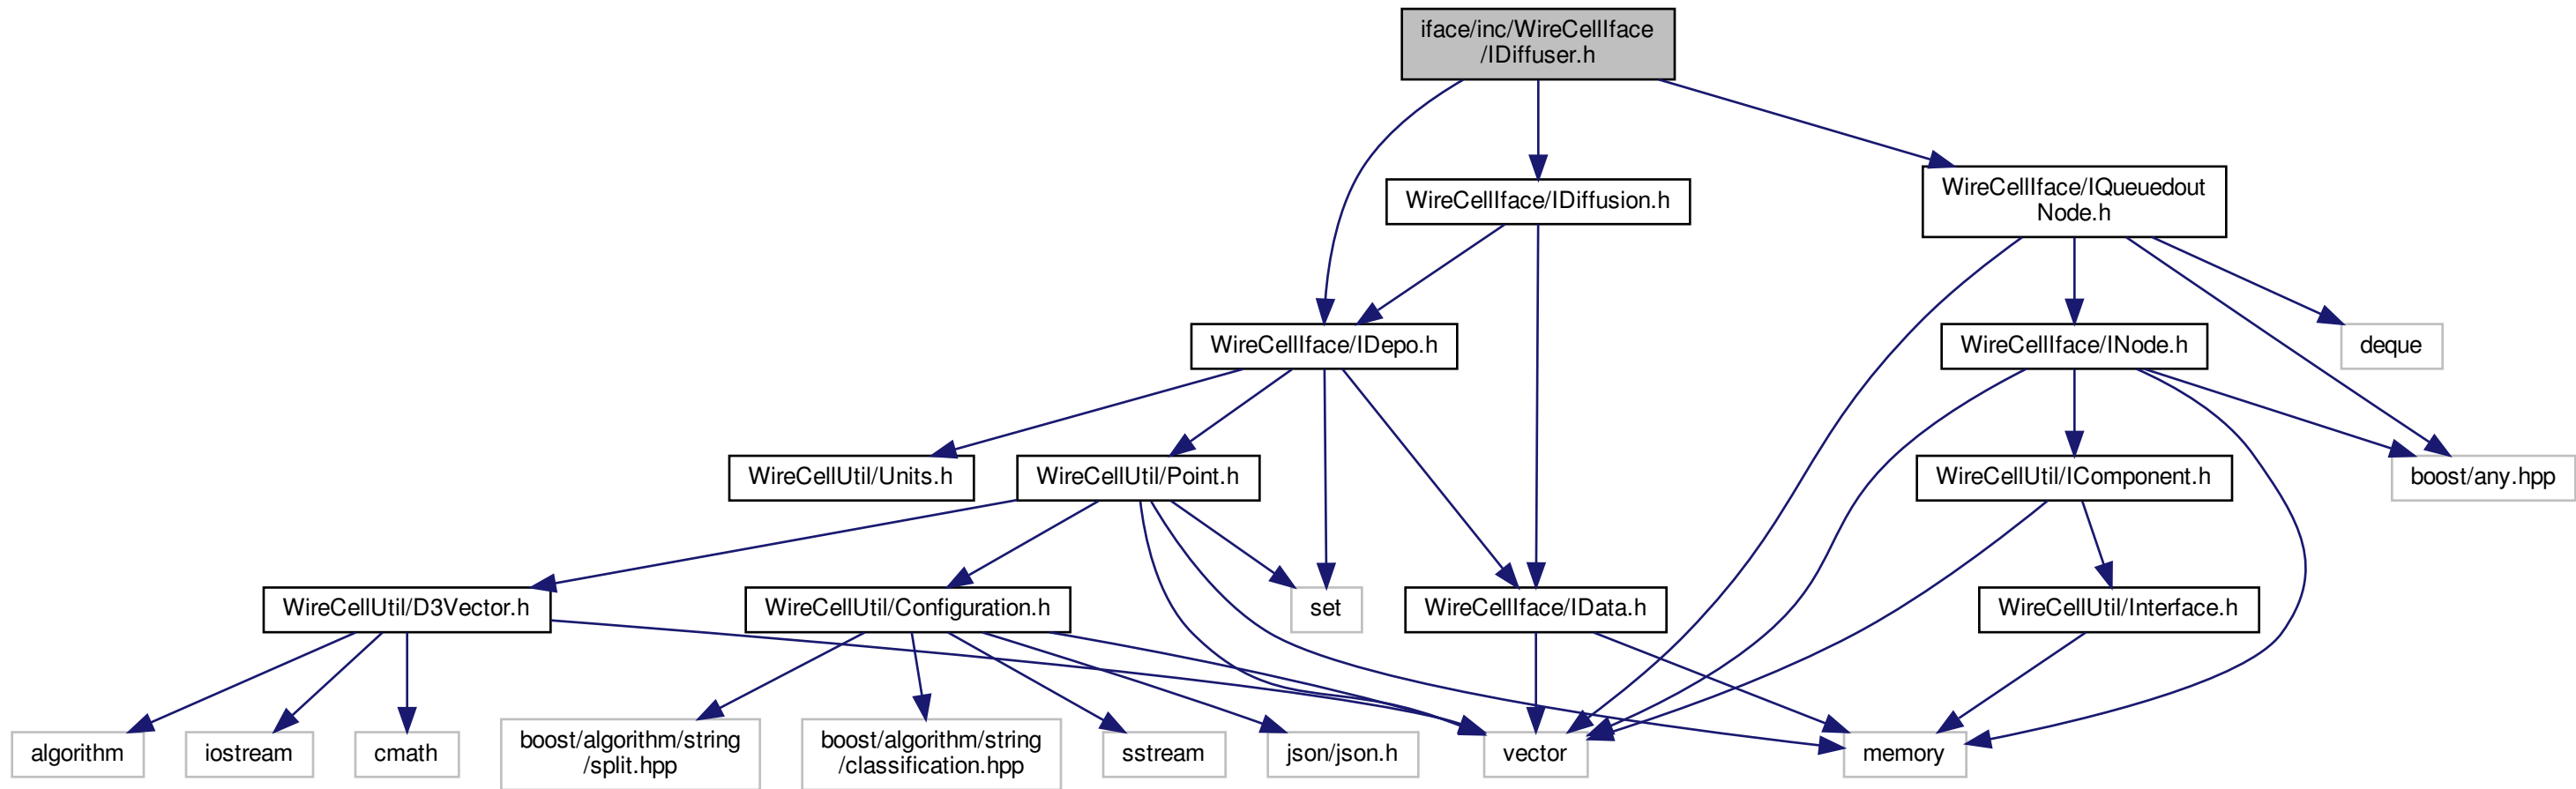 iface/inc/WireCellIface
/IDiffuser.h
WireCellIface/IDiffusion.h
WireCellIface/IQueuedout
Node.h
WireCellIface/IDepo.h
WireCellIface/INode.h
deque
WireCellUtil/Units.h
WireCellUtil/Point.h
WireCellUtil/IComponent.h
boost/any.hpp
WireCellUtil/D3Vector.h
WireCellUtil/Configuration.h
set
WireCellIface/IData.h
WireCellUtil/Interface.h
algorithm
iostream
cmath
boost/algorithm/string
/split.hpp
boost/algorithm/string
/classification.hpp
sstream
json/json.h
vector
memory